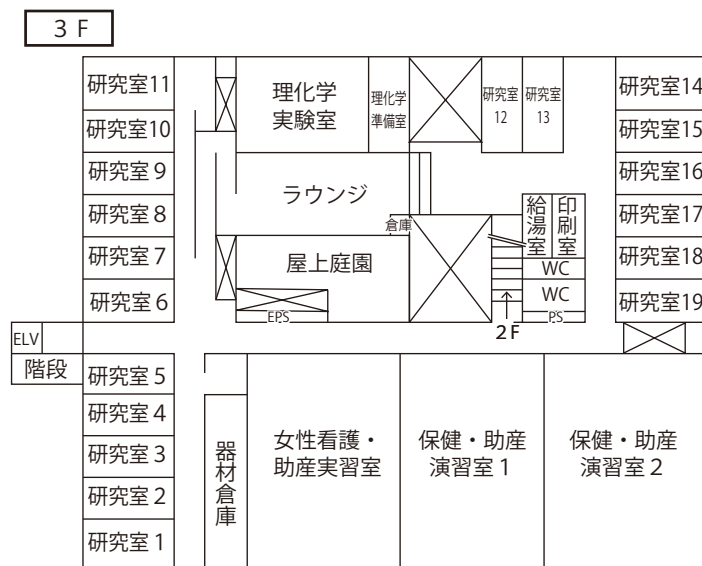 ３Ｆ
研究室11
研究室10
研究室９
研究室８
研究室７
研究室６
ELV
階段
研究室５
研究室４
研究室３
研究室２
研究室１
理化学
実験室
理化学
準備室
ラウンジ
倉庫
屋上庭園
EPS
研究室
12
研究室
13
給湯室
印刷室
WC
WC
PS
２Ｆ
研究室14
研究室15
研究室16
研究室17
研究室18
研究室19
器材倉庫
女性看護・
助産実習室
保健・助産
演習室１
保健・助産
演習室２